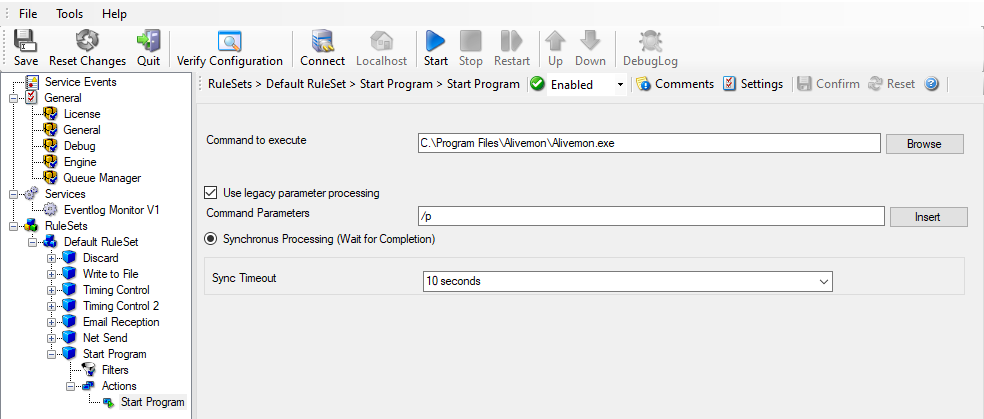 File Tools Help
Save Reset Changes Quit Verify Configuration Connect Localhost Start Stop Restart Up Down DebugLog
Service Events
General
License
General
Debug
Engine
Queue Manager
Services
Eventlog Monitor V1
RuleSets
Default RuleSet
Discard
Write to File
Timing Control
Timing Control 2
Email Reception
Net Send
Start Program
Filters
Actions
Start Program
RuleSets > Default RuleSet > Start Program > Start Program Enabled Comments Settings Confirm Reset ?
Command to execute C:\Program Files\Alivemon\Alivemon.exe Browse
Use legacy parameter processing
Command Parameters /p Insert
Synchronus Processing (Wait for Completion)
Sync Timeout 10 seconds